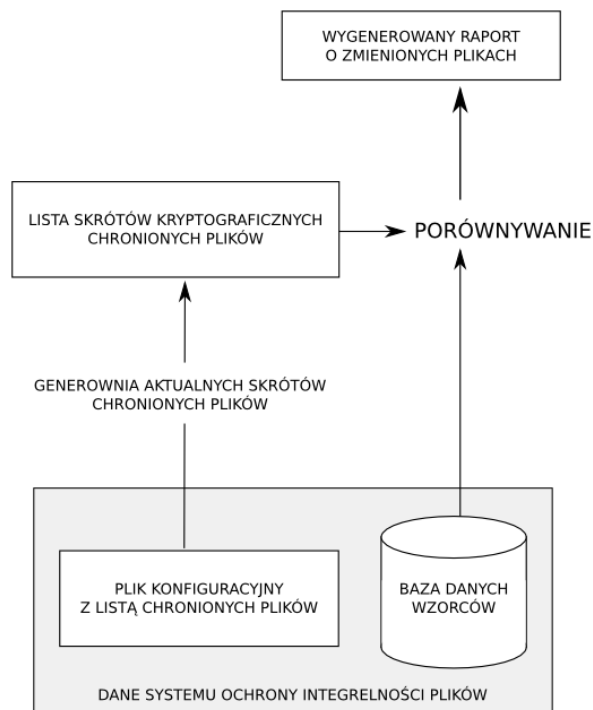 WYGENEROWANY RAPORT
O ZMIENIONYCH PLIKACH
LISTA SKRÓTÓW KRYPTOGRAFICZNYCH
CHRONIONYCH PLIKÓW
PORÓWNYWANIE
GENEROWNIA AKTUALNYCH SKRÓTÓW
CHRONIONYCH PLIKÓW
PLIK KONFIGURACYJNY
Z LISTĄ CHRONIONYCH PLIKÓW
BAZA DANYCH
WZORCÓW
DANE SYSTEMU OCHRONY INTEGRELNOŚCI PLIKÓW